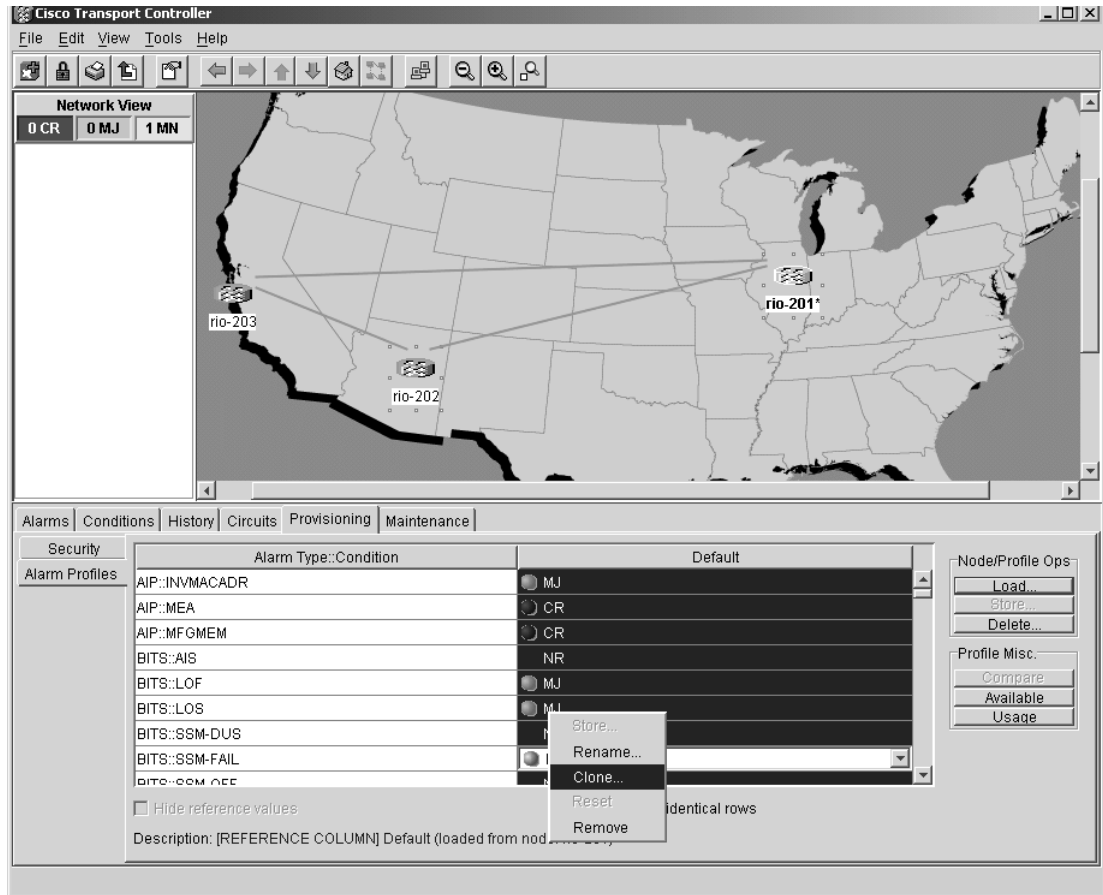 Cisco Transport Controller
File Edit View Tools Help
Network View
0 CR 0 MJ 1 MN
rio-203
rio-202
rio-201*
Alarms Conditions History Circuits Provisioning Maintenance
Security
Alarm Profiles
Alarm Type::Condition Default
AIP::INVMACADR MJ
AIP::MEA CR
AIP::MFGMEM CR
BITS::AIS NR
BITS::LOF MJ
BITS::LOS MJ
BITS::SSM-DUS
BITS::SSM-FAIL
BITS::SSM-OFF
Store...
Rename...
Clone...
Reset
Remove
Hide reference values
identical rows
Description: [REFERENCE COLUMN] Default (loaded from
Node/Profile Ops
Load...
Store...
Delete...
Profile Misc.
Compare
Available
Usage